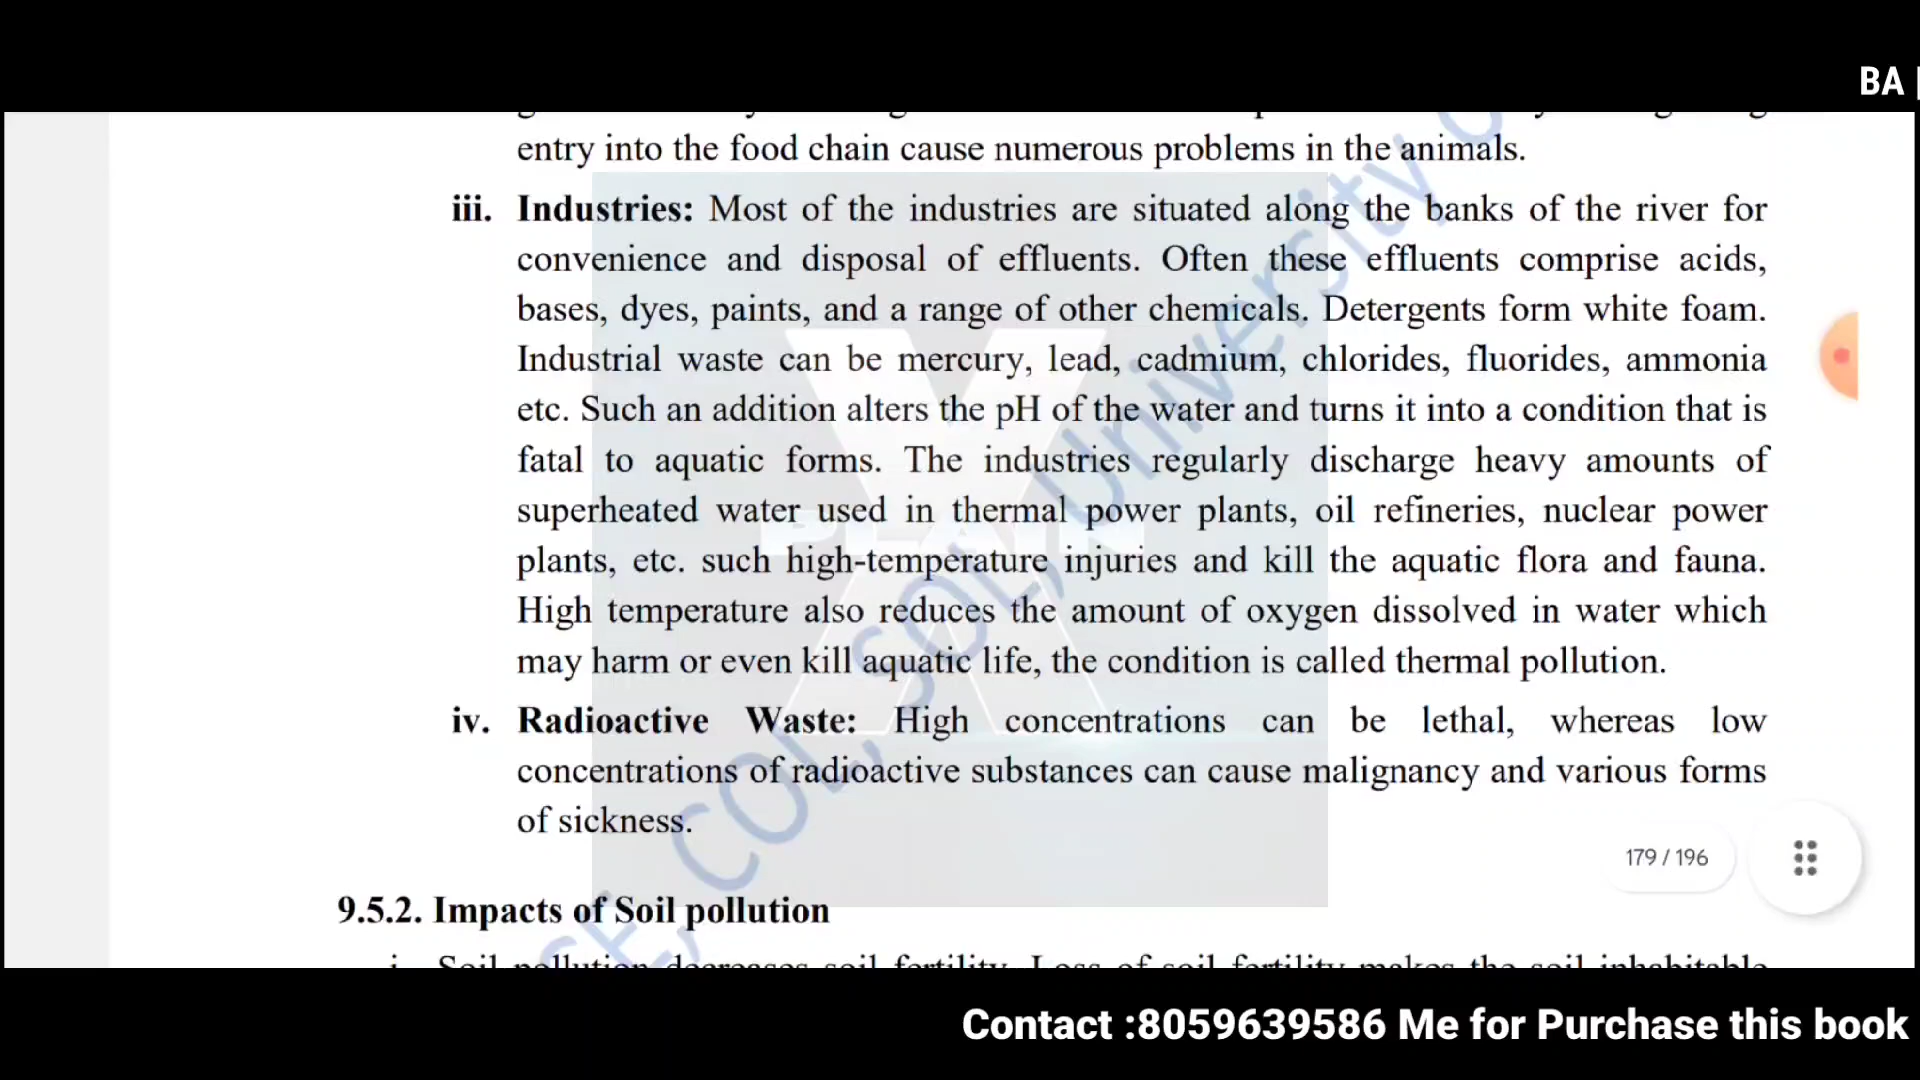 BA
entry into the food chain cause numerous problems in the animals.
iii. Industries: Most of the industries are situated along the banks of the river for
convenience and disposal of effluents. Often these effluents comprise acids,
bases, dyes, paints, and a range of other chemicals. Detergents form white foam.
Industrial waste can be mercury, lead, cadmium, chlorides, fluorides, ammonia
etc. Such an addition alters the pH of the water and turns it into a condition that is
fatal to aquatic forms. The industries regularly discharge heavy amounts of
superheated water used in thermal power plants, oil refineries, nuclear power
plants, etc. such high-temperature injuries and kill the aquatic flora and fauna.
High temperature also reduces the amount of oxygen dissolved in water which
may harm or even kill aquatic life, the condition is called thermal pollution.
iv. Radioactive Waste: High concentrations can be lethal, whereas low
concentrations of radioactive substances can cause malignancy and various forms
of sickness.
179 / 196
9.5.2. Impacts of Soil pollution
i. Soil pollution decreases soil fertility. Loss of soil fertility makes the soil inhabitable
COL, SOL, University
Contact :8059639586 Me for Purchase this book